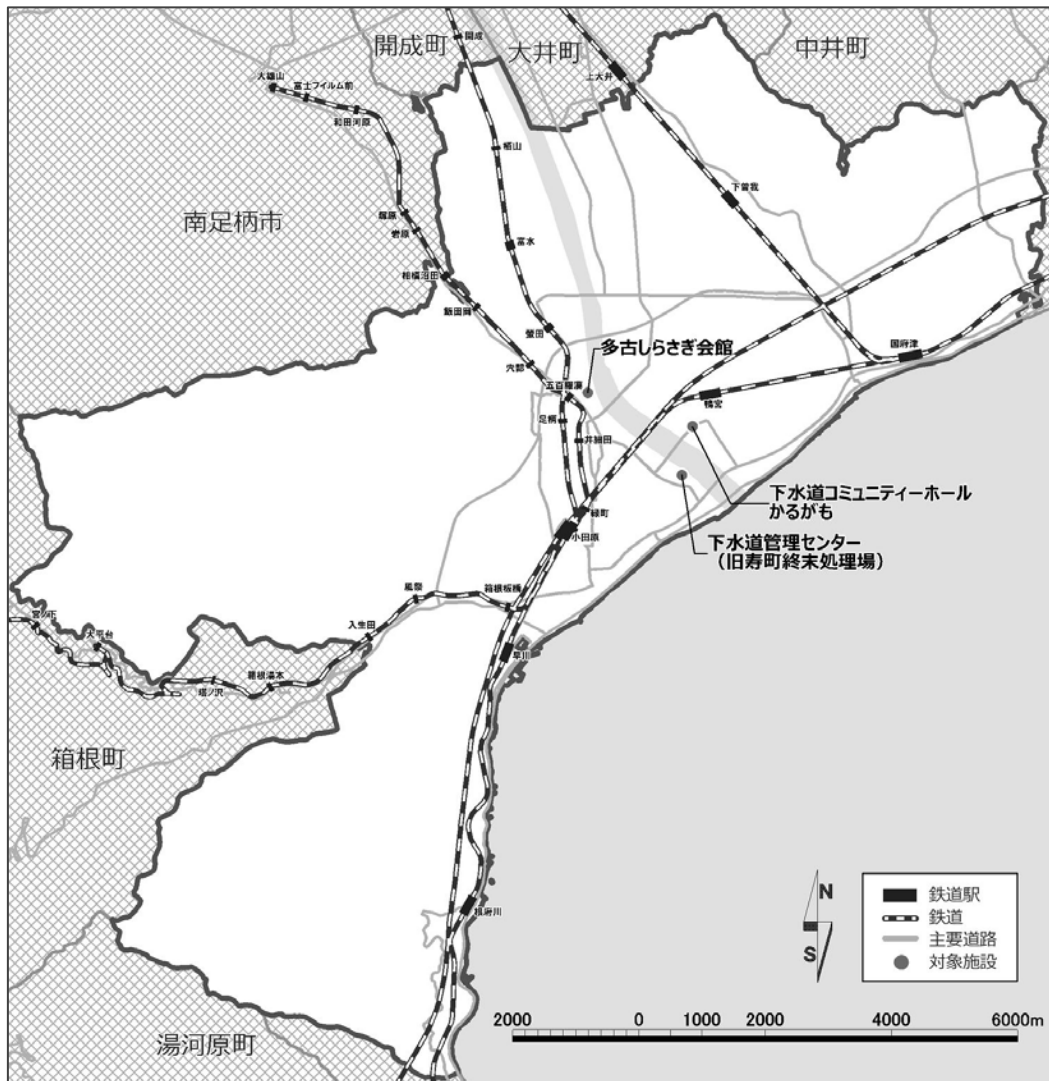 開成町
大井町
中井町
開成
上大井
大雄山
富士フイルム前
和田河原
栢山
下曽我
南足柄市
塚原
岩原
富水
相模沼田
飯田岡
螢田
国府津
多古しらさぎ会館
穴部
五百羅漢
鴨宮
足柄
井細田
下水道コミュニティーホール
かるがも
緑町
小田原
下水道管理センター
（旧寿町終末処理場）
風祭
箱根板橋
宮ノ下
入生田
大平台
早川
箱根湯本
塔ノ沢
箱根町
根府川
N
S
鉄道駅
鉄道
主要道路
対象施設
2000 0 1000 2000 4000 6000m
湯河原町